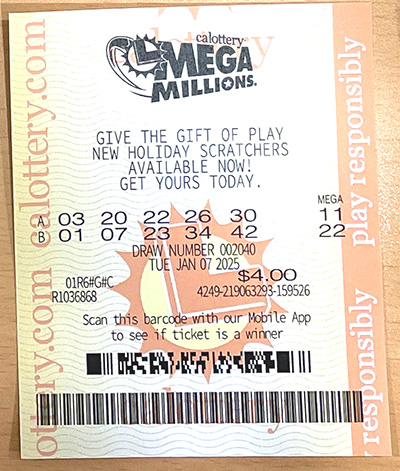 calottery
MEGA
MILLIONS.
GIVE THE GIFT OF PLAY
NEW HOLIDAY SCRATCHERS
AVAILABLE NOW!
GET YOURS TODAY.
MEGA
A 03 20 22 26 30 11
B 01 07 23 34 42 22
DRAW NUMBER 002040
TUE JAN 07 2025
$4.00
01R6#G#C
R1036868
4249-219063293-159526
Scan this barcode with our Mobile App
to see if ticket is a winner
calottery.com
calottery.com
play responsibly
responsibly